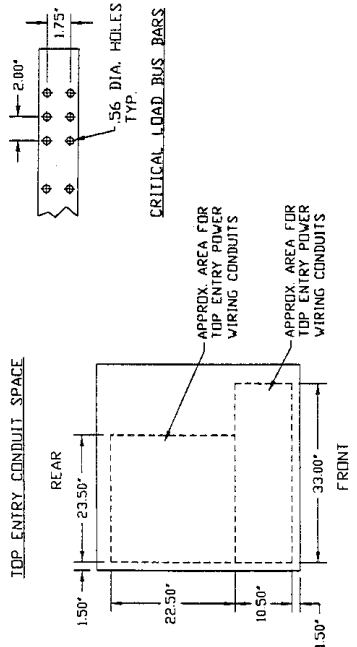 TOP ENTRY CONDUIT SPACE
REAR
1.50"
23.50"
22.50"
10.50"
1.50"
33.00"
FRONT
APPROX. AREA FOR
TOP ENTRY POWER
WIRING CONDUITS
APPROX. AREA FOR
TOP ENTRY POWER
WIRING CONDUITS
2.00"
1.75"
.56 DIA. HOLES
TYP.
CRITICAL LOAD BUS BARS